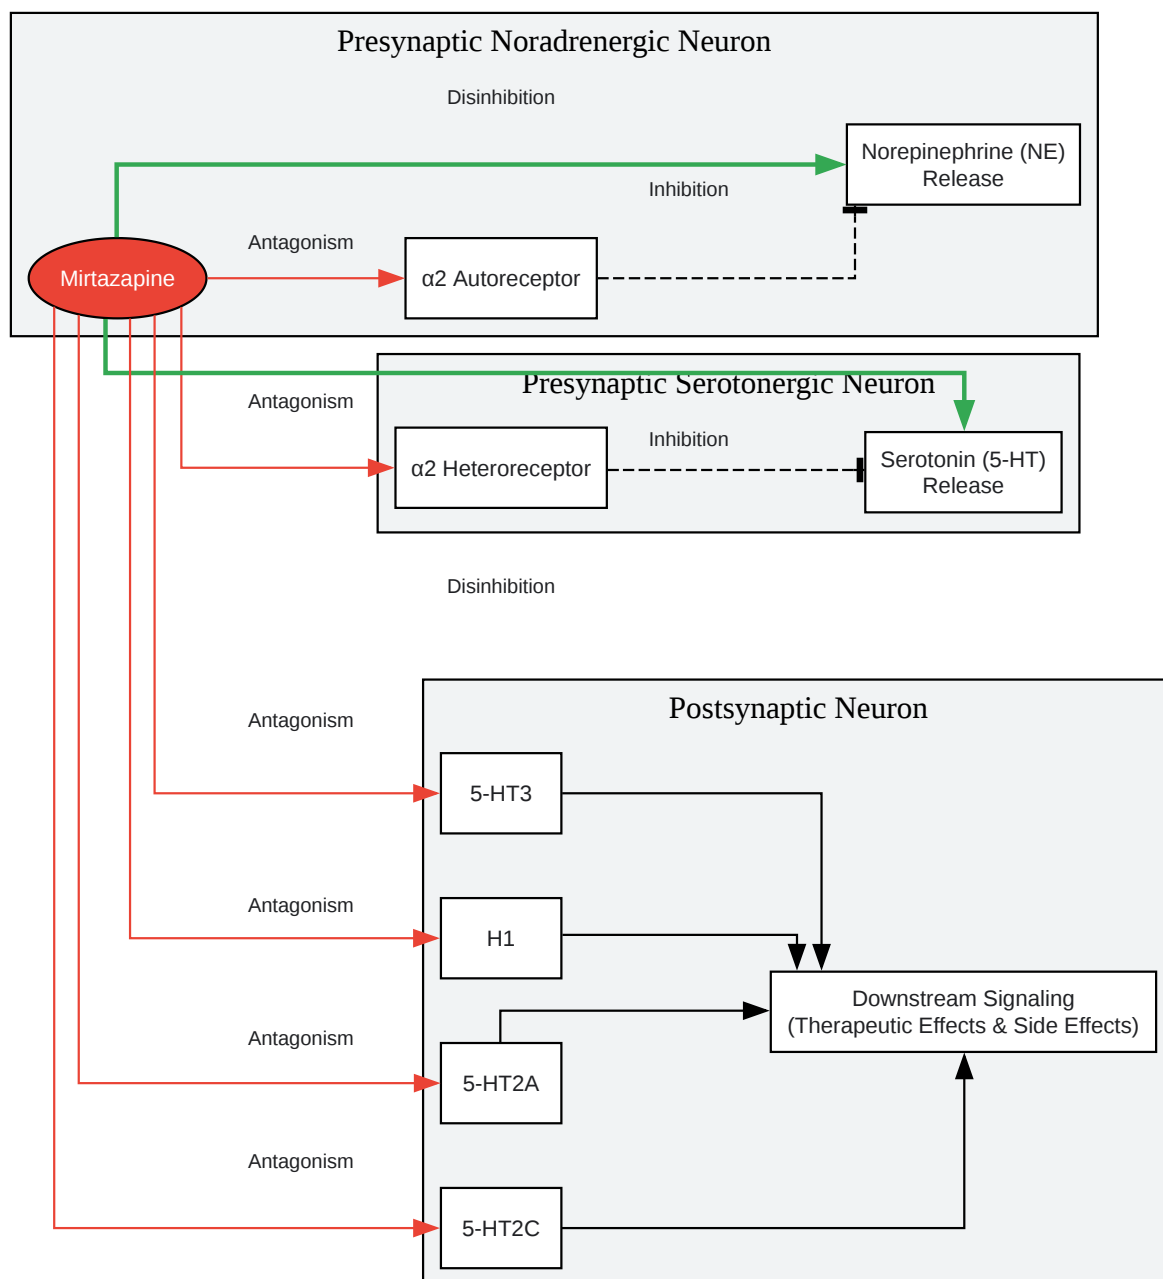 Presynaptic Noradrenergic Neuron
Disinhibition
Norepinephrine (NE)
Release
Inhibition
Antagonism
Mirtazapine
α2 Autoreceptor
Presynaptic Serotonergic Neuron
Antagonism
Inhibition
α2 Heteroreceptor
Serotonin (5-HT)
Release
Disinhibition
Postsynaptic Neuron
Antagonism
5-HT3
Antagonism
H1
Downstream Signaling
(Therapeutic Effects & Side Effects)
Antagonism
5-HT2A
Antagonism
5-HT2C